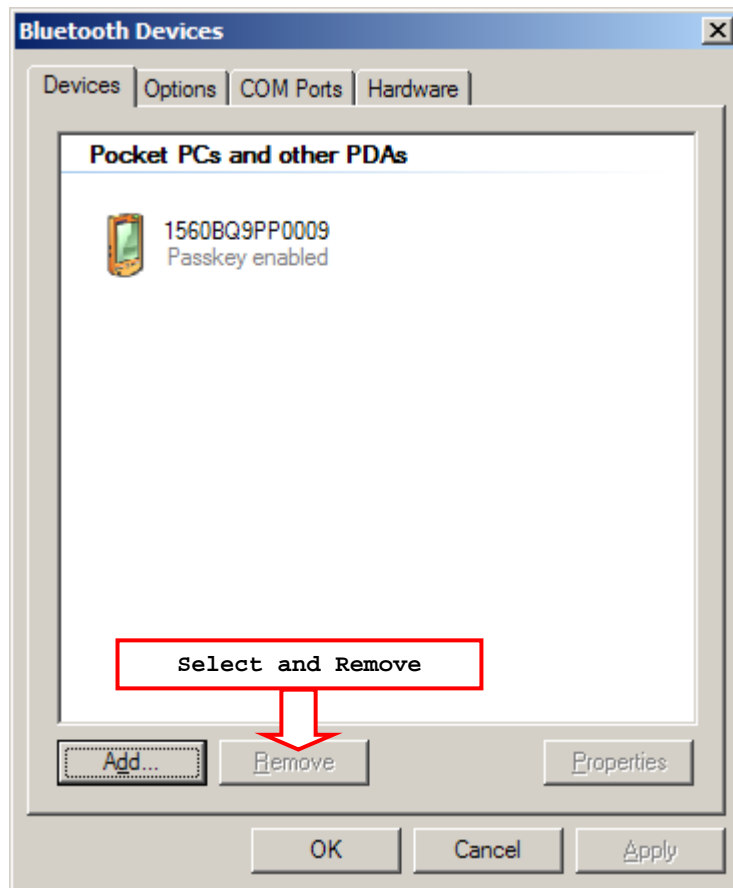 Bluetooth Devices
Devices Options COM Ports Hardware
Pocket PCs and other PDAs
1560BQ9PP0009
Passkey enabled
Select and Remove
Add... Remove Properties
OK Cancel Apply